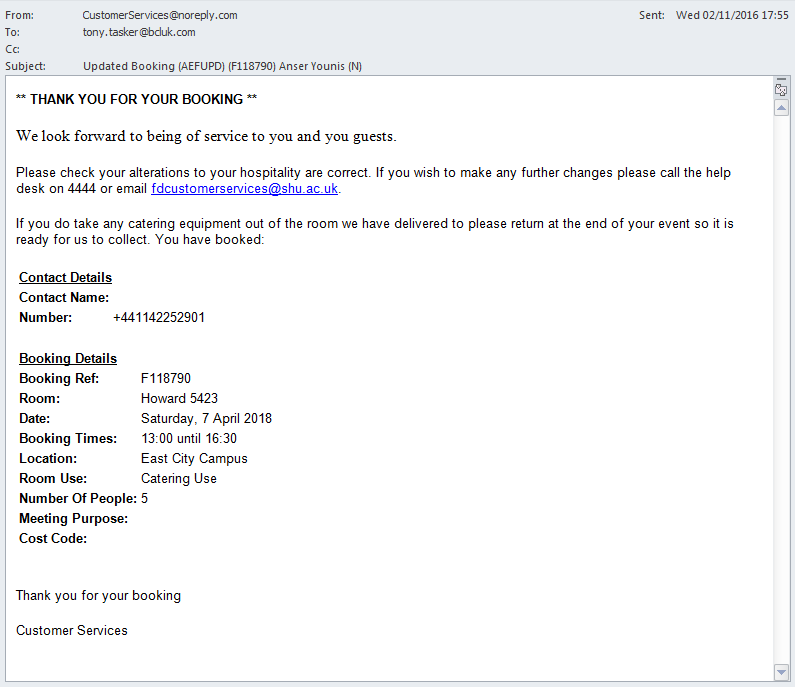 From: CustomerServices@noreply.com Sent: Wed 02/11/2016 17:55
To: tony.tasker@bcluk.com
Cc:
Subject: Updated Booking (AEFUPD) (F118790) Anser Younis (N)
** THANK YOU FOR YOUR BOOKING **
We look forward to being of service to you and you guests.
Please check your alterations to your hospitality are correct. If you wish to make any further changes please call the help
desk on 4444 or email fdcustomerservices@shu.ac.uk.
If you do take any catering equipment out of the room we have delivered to please return at the end of your event so it is
ready for us to collect. You have booked:
Contact Details
Contact Name:
Number: +441142252901
Booking Details
Booking Ref: F118790
Room: Howard 5423
Date: Saturday, 7 April 2018
Booking Times: 13:00 until 16:30
Location: East City Campus
Room Use: Catering Use
Number Of People: 5
Meeting Purpose:
Cost Code:
Thank you for your booking
Customer Services